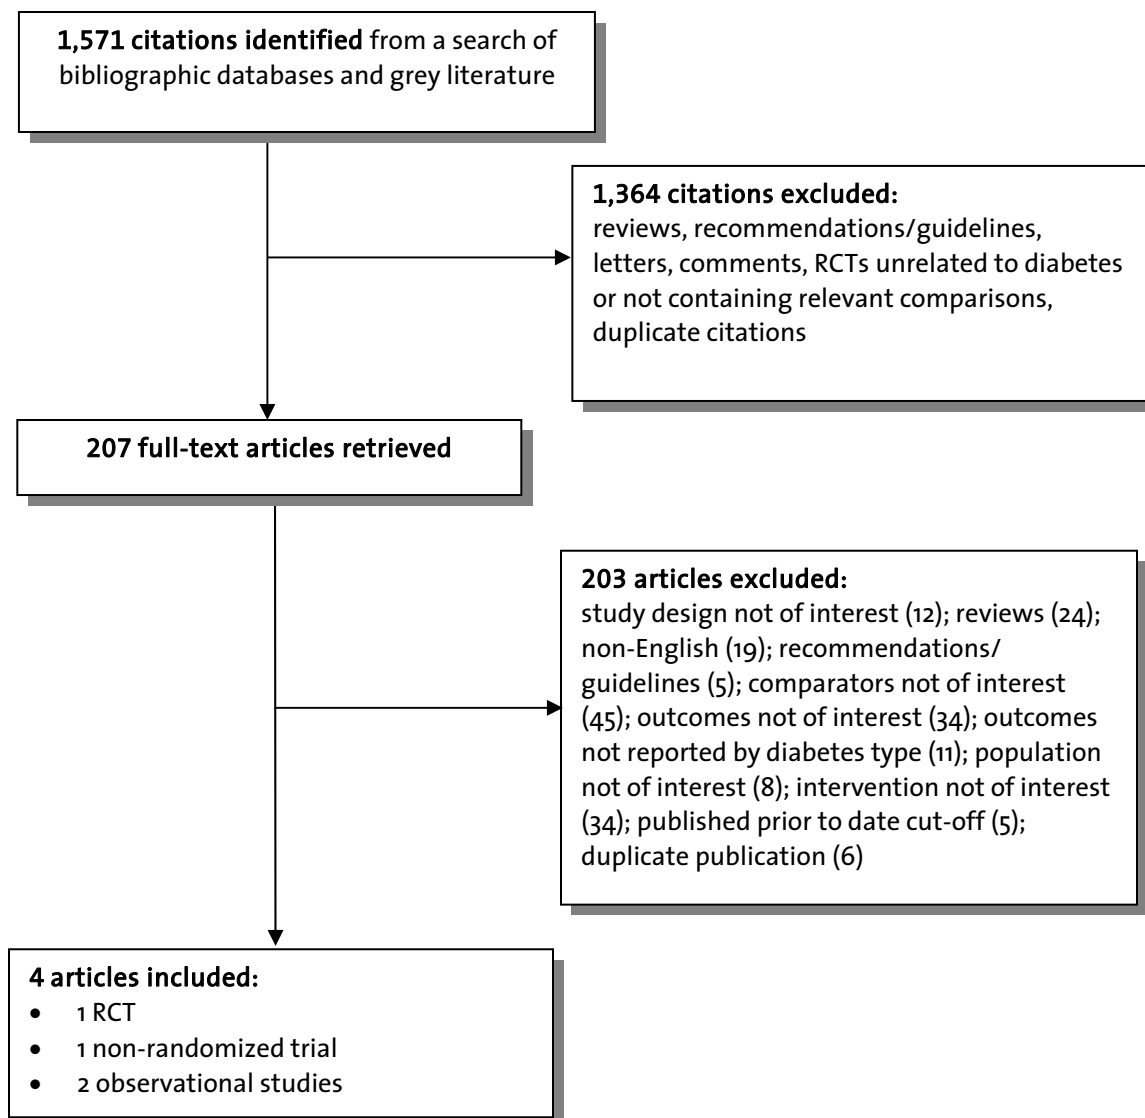 1,571 citations identified from a search of
bibliographic databases and grey literature
1,364 citations excluded:
reviews, recommendations/guidelines,
letters, comments, RCTs unrelated to diabetes
or not containing relevant comparisons,
duplicate citations
207 full-text articles retrieved
203 articles excluded:
study design not of interest (12); reviews (24);
non-English (19); recommendations/
guidelines (5); comparators not of interest
(45); outcomes not of interest (34); outcomes
not reported by diabetes type (11); population
not of interest (8); intervention not of interest
(34); published prior to date cut-off (5);
duplicate publication (6)
4 articles included:
• 1 RCT
• 1 non-randomized trial
• 2 observational studies